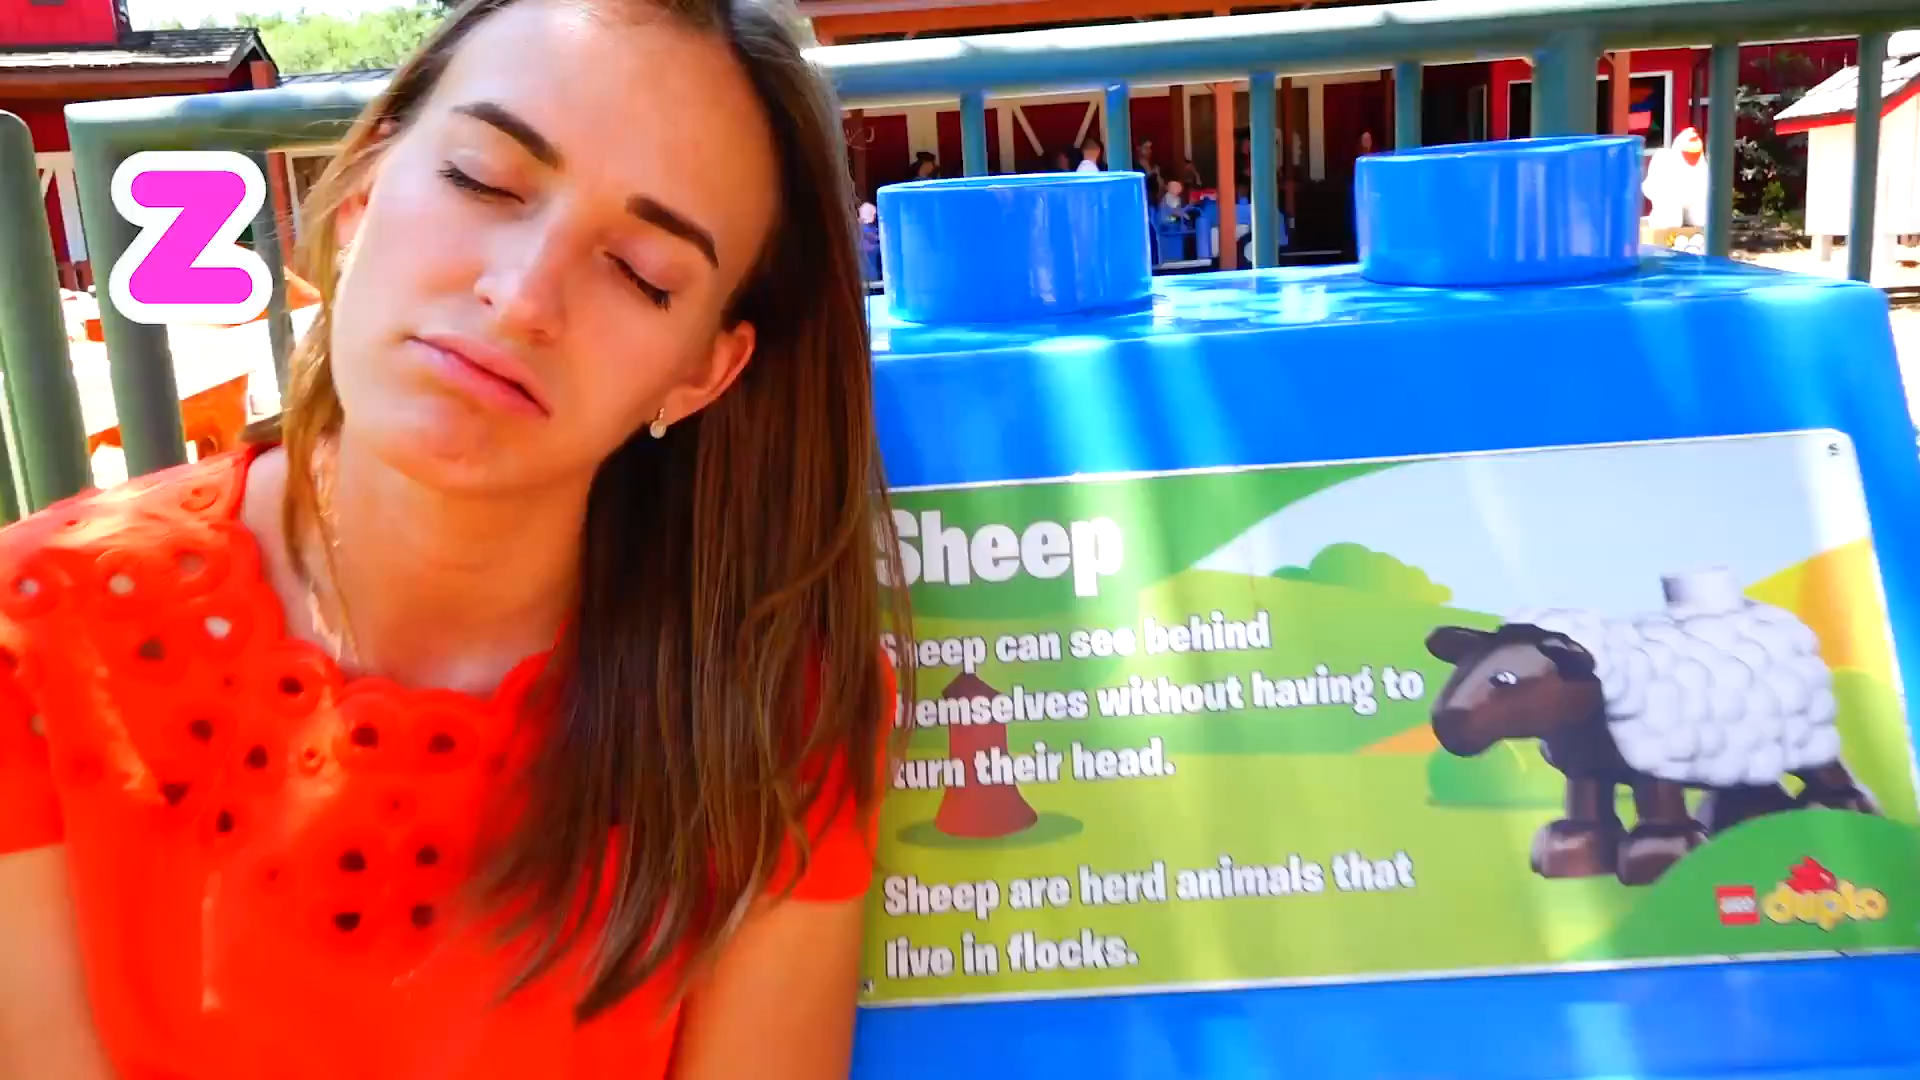 Z
Sheep
Sheep can see behind
themselves without having to
turn their head.
Sheep are herd animals that
live in flocks.
LEGO duplo